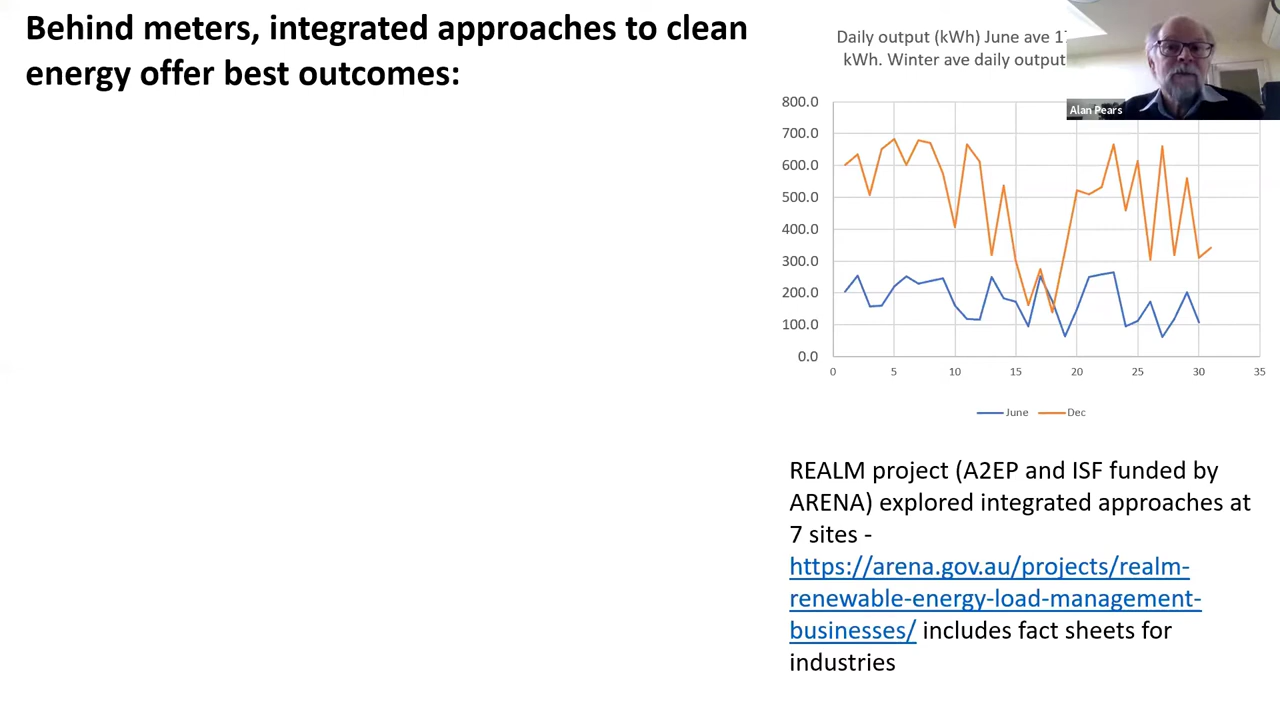 Behind meters, integrated approaches to clean
energy offer best outcomes:
Daily output (kWh) June ave
kWh. Winter ave daily output
Alan Pears
800.0
700.0
600.0
500.0
400.0
300.0
200.0
100.0
0.0
0 5 10 15 20 25 30 35
June Dec
REALM project (A2EP and ISF funded by
ARENA) explored integrated approaches at
7 sites -
https://arena.gov.au/projects/realm-
renewable-energy-load-management-
businesses/ includes fact sheets for
industries